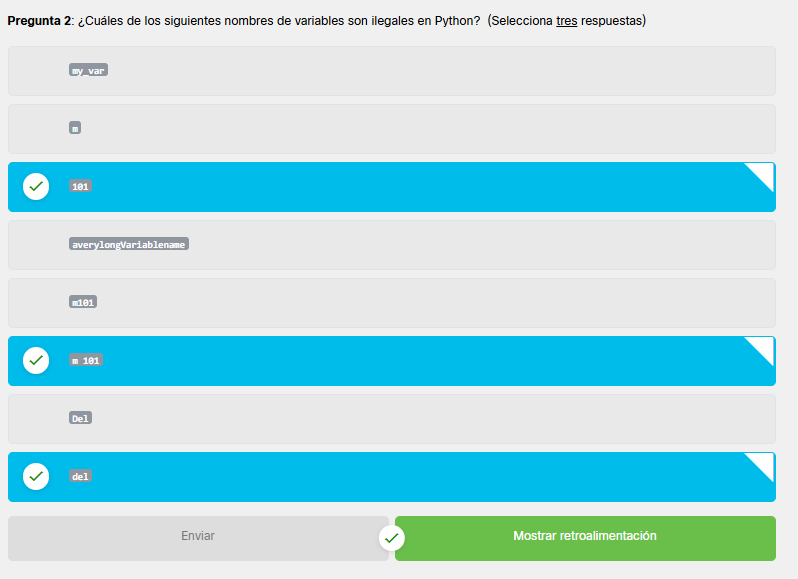 Pregunta 2: ¿Cuáles de los siguientes nombres de variables son ilegales en Python? (Selecciona tres respuestas)
my_var
m
101
averylongVariablename
m101
m 101
Del
del
Enviar
Mostrar retroalimentación